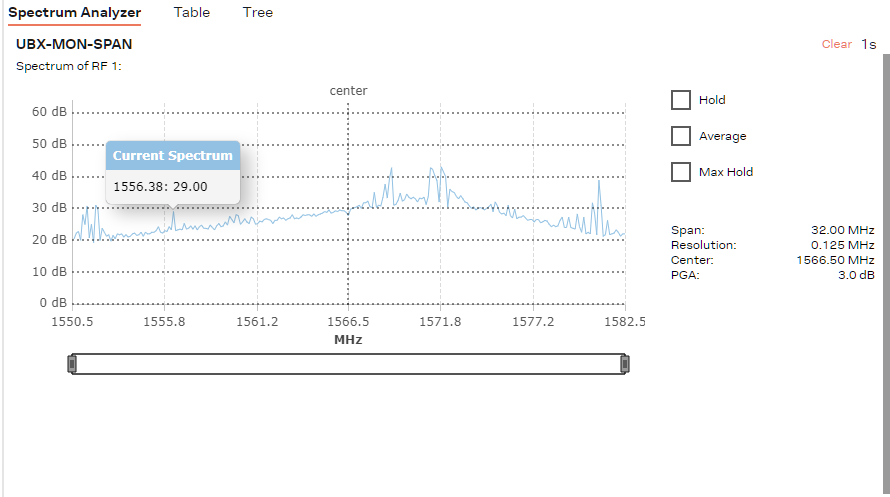 Spectrum Analyzer Table Tree
UBX-MON-SPAN
Clear 1s
Spectrum of RF 1:
center
60 dB
50 dB
40 dB
30 dB
20 dB
10 dB
0 dB
Current Spectrum
1556.38: 29.00
1550.5 1555.8 1561.2 1566.5 1571.8 1577.2 1582.5
MHz
Hold
Average
Max Hold
Span: 32.00 MHz
Resolution: 0.125 MHz
Center: 1566.50 MHz
PGA: 3.0 dB